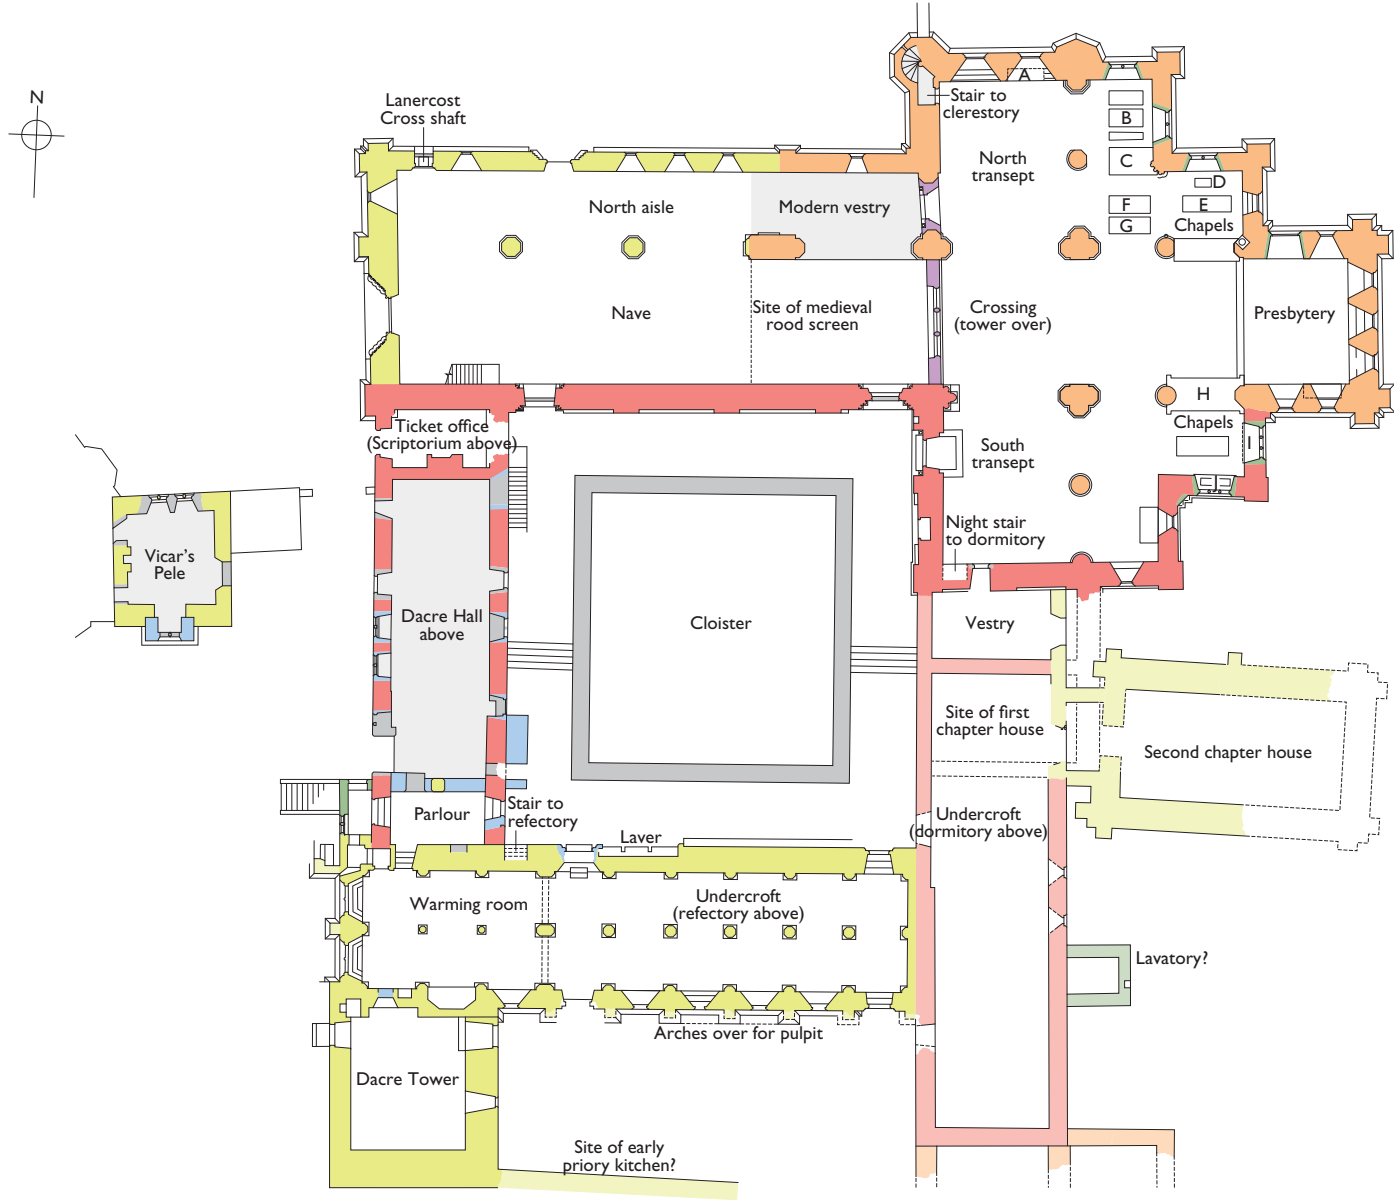 N
Lanercost
Cross shaft
A
Stair to
clerestory
B
C
D
E
F
G
North
transept
Chapels
North aisle
Modern vestry
Nave
Site of medieval
rood screen
Crossing
(tower over)
Presbytery
H
Chapels
I
Ticket office
(Scriptorium above)
South
transept
Night stair
to dormitory
Vicar's
Pele
Dacre Hall
above
Cloister
Vestry
Site of first
chapter house
Second chapter house
Parlour
Stair to
refectory
Laver
Undercroft
(dormitory above)
Warming room
Undercroft
(refectory above)
Lavatory?
Arches over for pulpit
Dacre Tower
Site of early
priory kitchen?